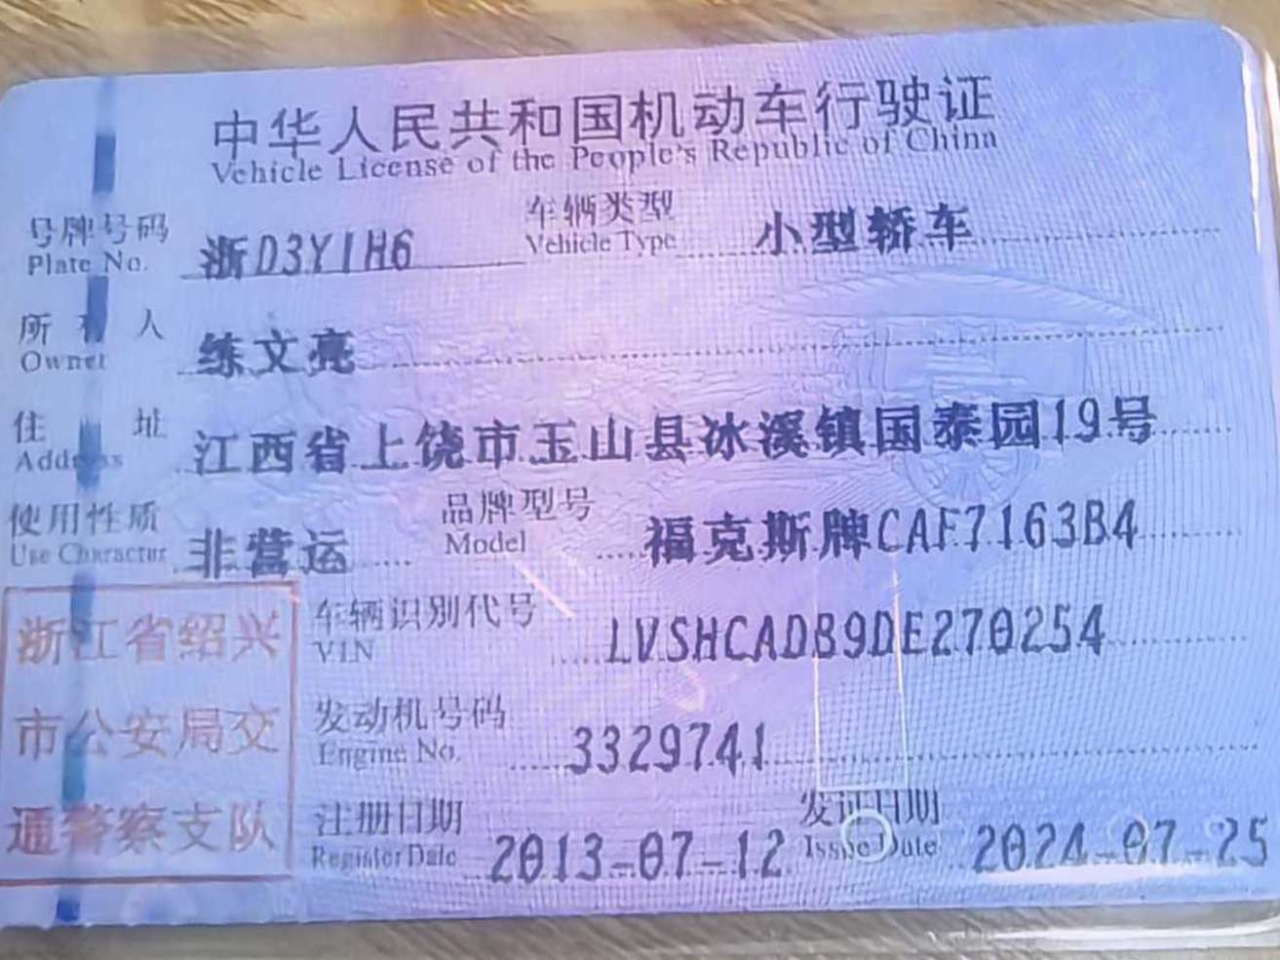 中华人民共和国机动车行驶证
Vehicle License of the People's Republic of China
号牌号码 浙D3Y1H6 车辆类型 小型轿车
Plate No. Vehicle Type
所有人 练文亮
Owner
住址 江西省上饶市玉山县冰溪镇国泰园19号
Address
使用性质 非营运 品牌型号 福克斯牌CAF7163B4
Use Character Model
浙江省绍兴 车辆识别代号 LVSHCADB9DE270254
VIN
市公安局交 发动机号码 3329741
Engine No.
通警察支队 注册日期 2013-07-12 发证日期 2024-07-25
Register Date Issue Date